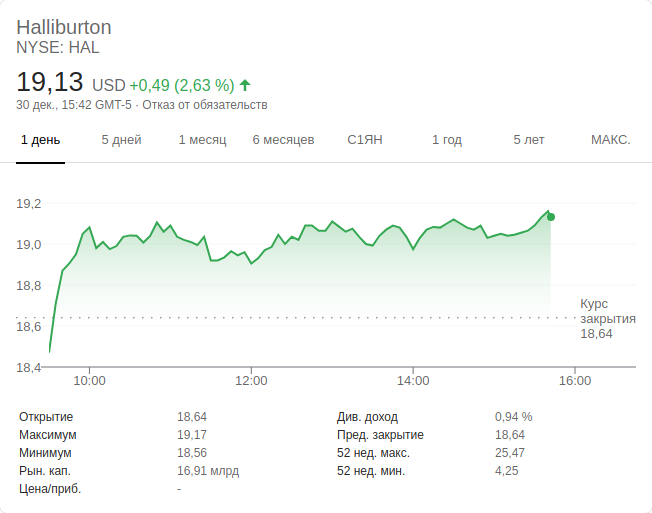 Halliburton
NYSE: HAL
19,13 USD +0,49 (2,63 %)
30 дек., 15:42 GMT-5 · Отказ от обязательств
1 день 5 дней 1 месяц 6 месяцев С1ЯН 1 год 5 лет МАКС.
19,2
19,0
18,8
18,6
18,4
Курс
закрытия
18,64
10:00 12:00 14:00 16:00
Открытие 18,64 Див. доход 0,94 %
Максимум 19,17 Пред. закрытие 18,64
Минимум 18,56 52 нед. макс. 25,47
Рын. кап. 16,91 млрд 52 нед. мин. 4,25
Цена/приб. -